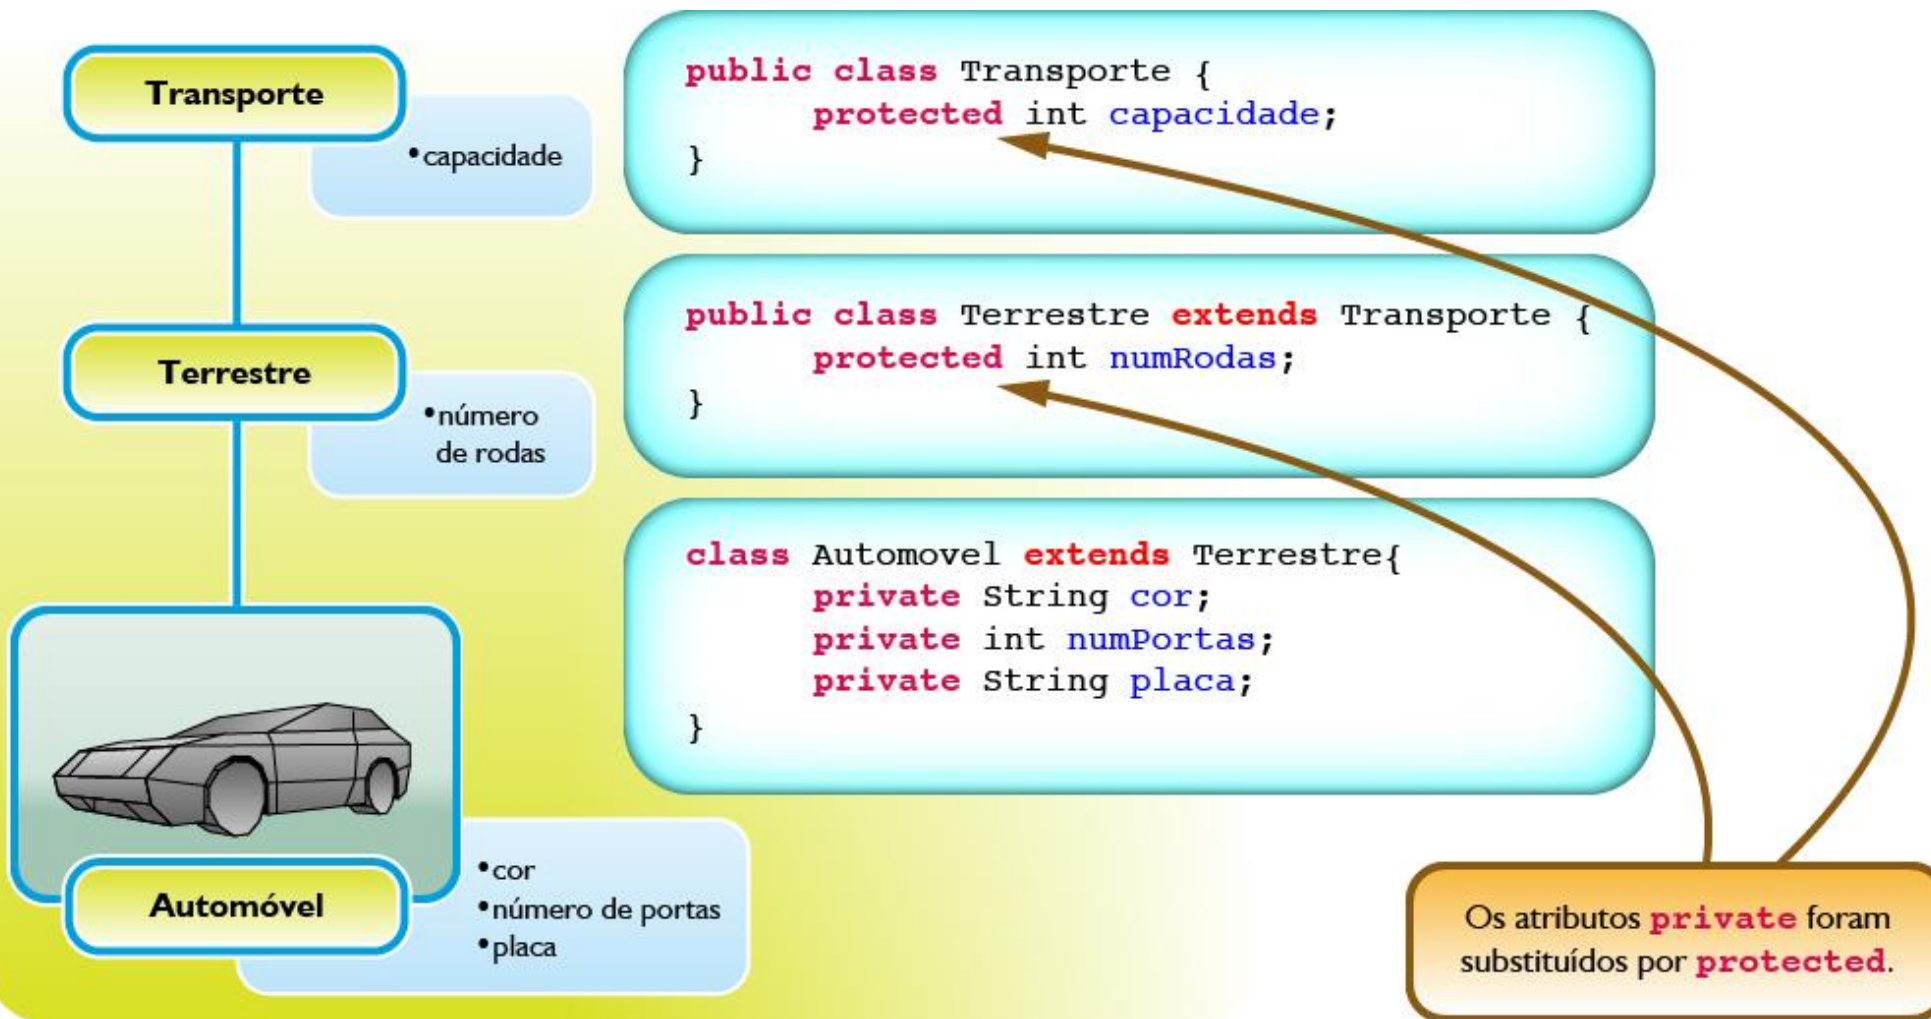 Transporte
•capacidade
Terrestre
•número
de rodas
Automóvel
•cor
•número de portas
•placa
public class Transporte {
protected int capacidade;
}
public class Terrestre extends Transporte {
protected int numRodas;
}
class Automovel extends Terrestre{
private String cor;
private int numPortas;
private String placa;
}
Os atributos private foram
substituídos por protected.